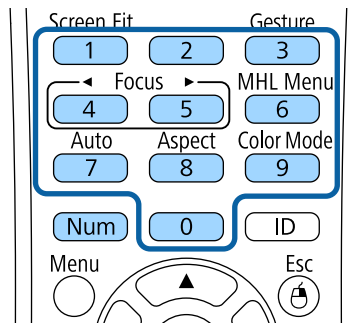 Screen Fit Gesture
1 2 3
◄ Focus ► MHL Menu
4 5 6
Auto Aspect Color Mode
7 8 9
Num 0 ID
Menu Esc